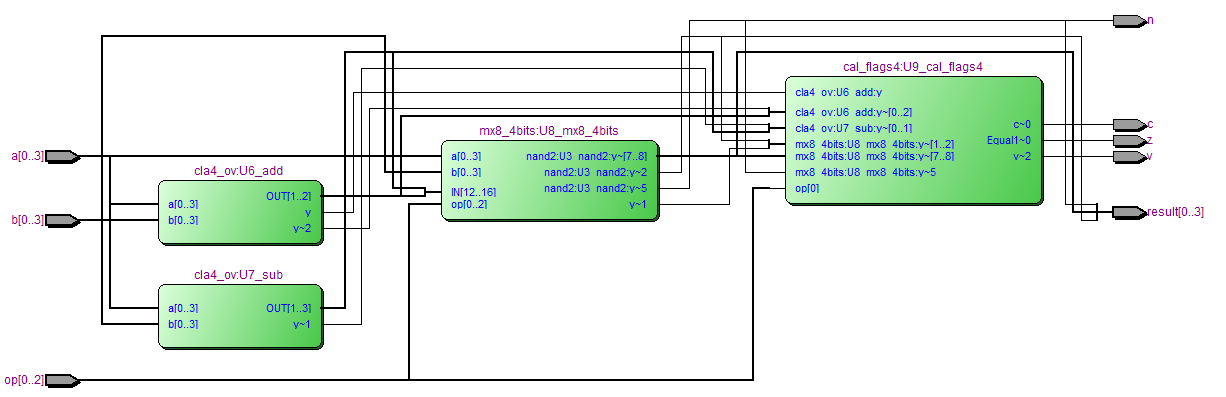 a[0..3]
b[0..3]
op[0..2]
cla4_ov:U6_add
a[0..3]
b[0..3]
OUT[1..2]
y
y~2
cla4_ov:U7_sub
a[0..3]
b[0..3]
OUT[1..3]
y~1
mx8_4bits:U8_mx8_4bits
a[0..3]
b[0..3]
IN[12..16]
op[0..2]
nand2:U3_nand2:y~[7..8]
nand2:U3_nand2:y~2
nand2:U3_nand2:y~5
y~1
cal_flags4:U9_cal_flags4
cla4_ov:U6_add:y
cla4_ov:U6_add:y~[0..2]
cla4_ov:U7_sub:y~[0..1]
mx8_4bits:U8_mx8_4bits:y~[1..2]
mx8_4bits:U8_mx8_4bits:y~[7..8]
mx8_4bits:U8_mx8_4bits:y~5
op[0]
c~0
Equal1~0
v~2
n
c
z
v
result[0..3]